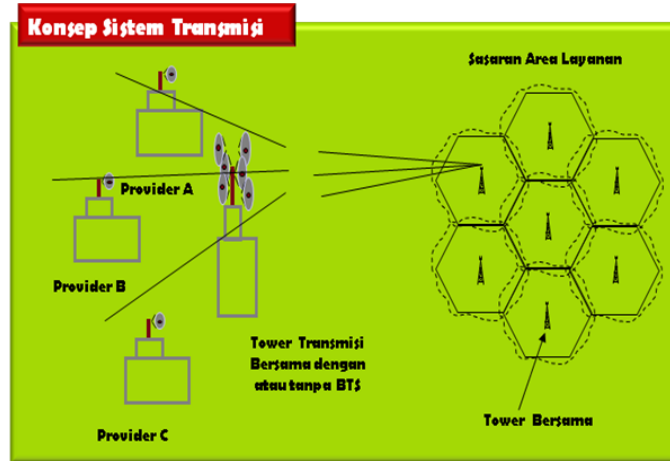 Konsep Sistem Transmisi
Sasaran Area Layanan
Provider A
Provider B
Tower Transmisi
Bersama dengan
atau tanpa BTS
Tower Bersama
Provider C